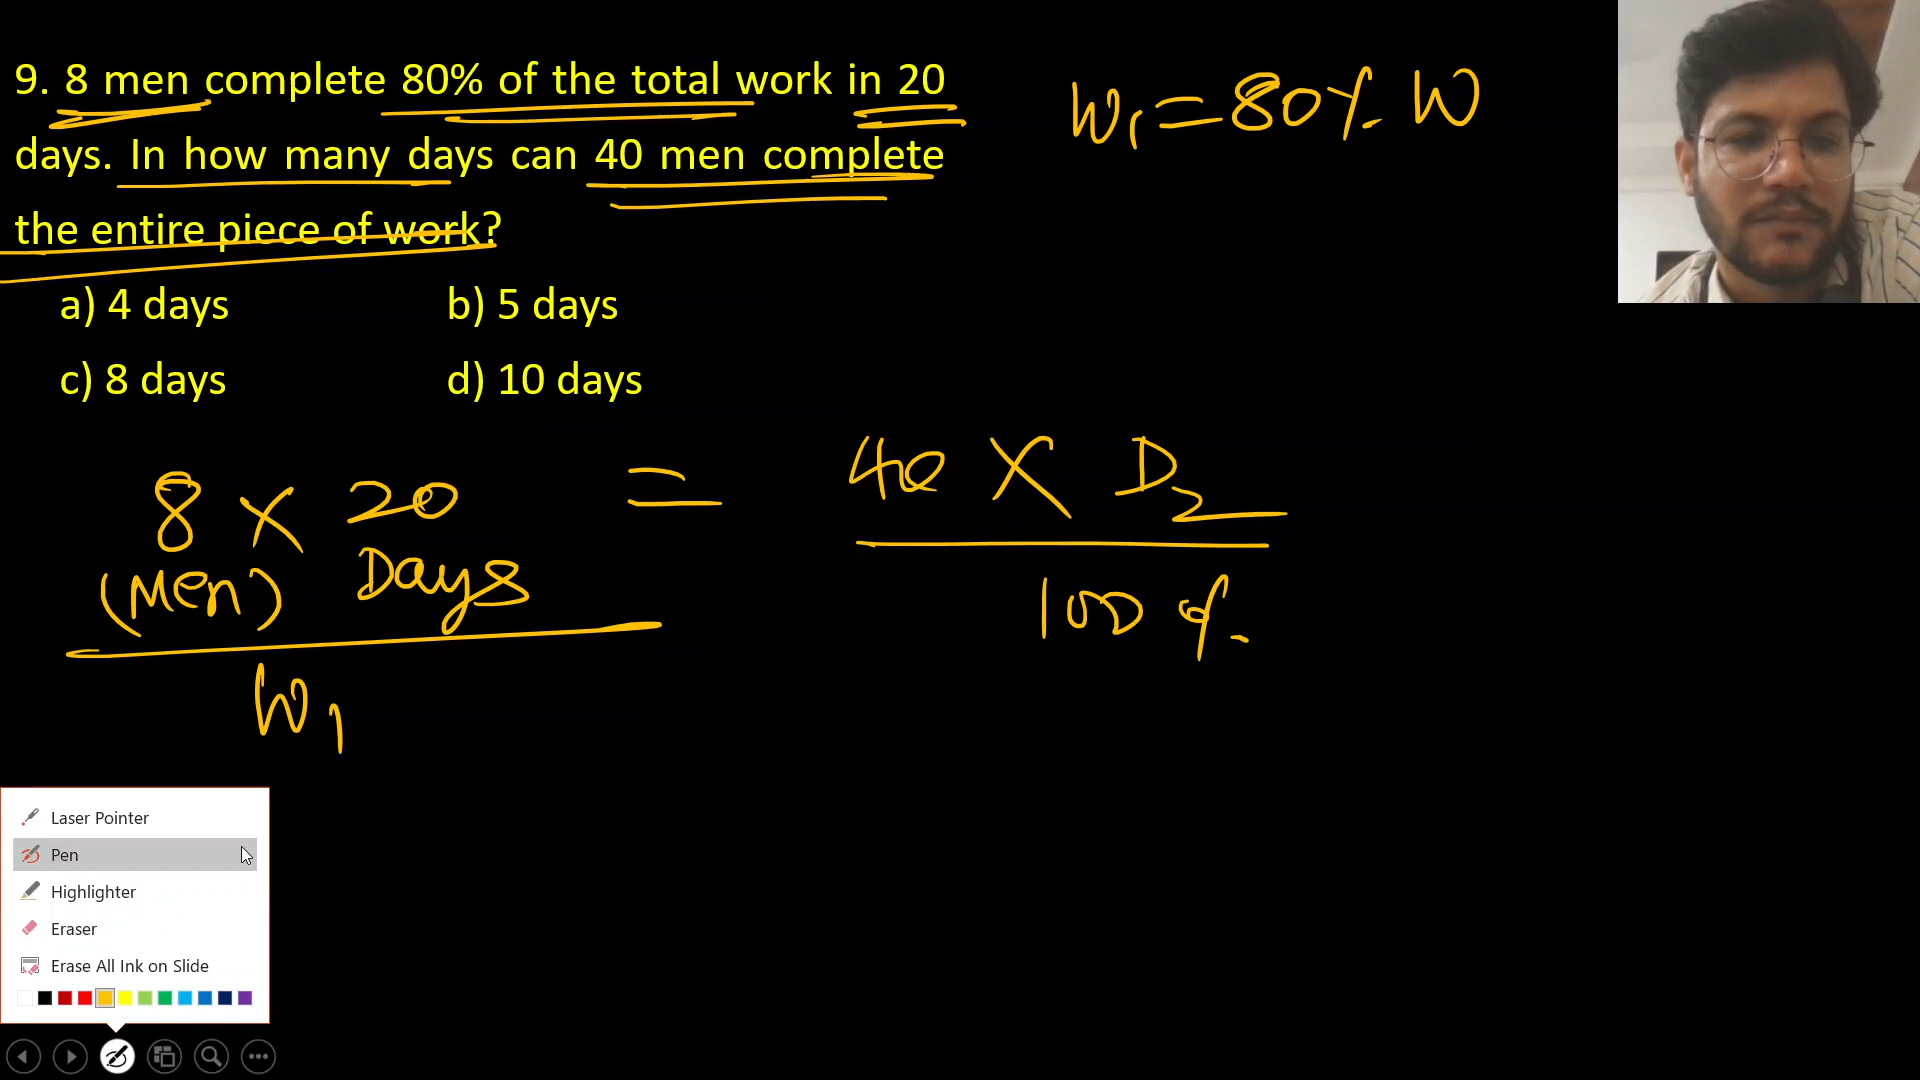 9. 8 men complete 80% of the total work in 20
days. In how many days can 40 men complete
the entire piece of work?
a) 4 days b) 5 days
c) 8 days d) 10 days
W1 = 80% W
8 X 20 = 40 X D2
(Men) Days
W1 100 %
Laser Pointer
Pen
Highlighter
Eraser
Erase All Ink on Slide